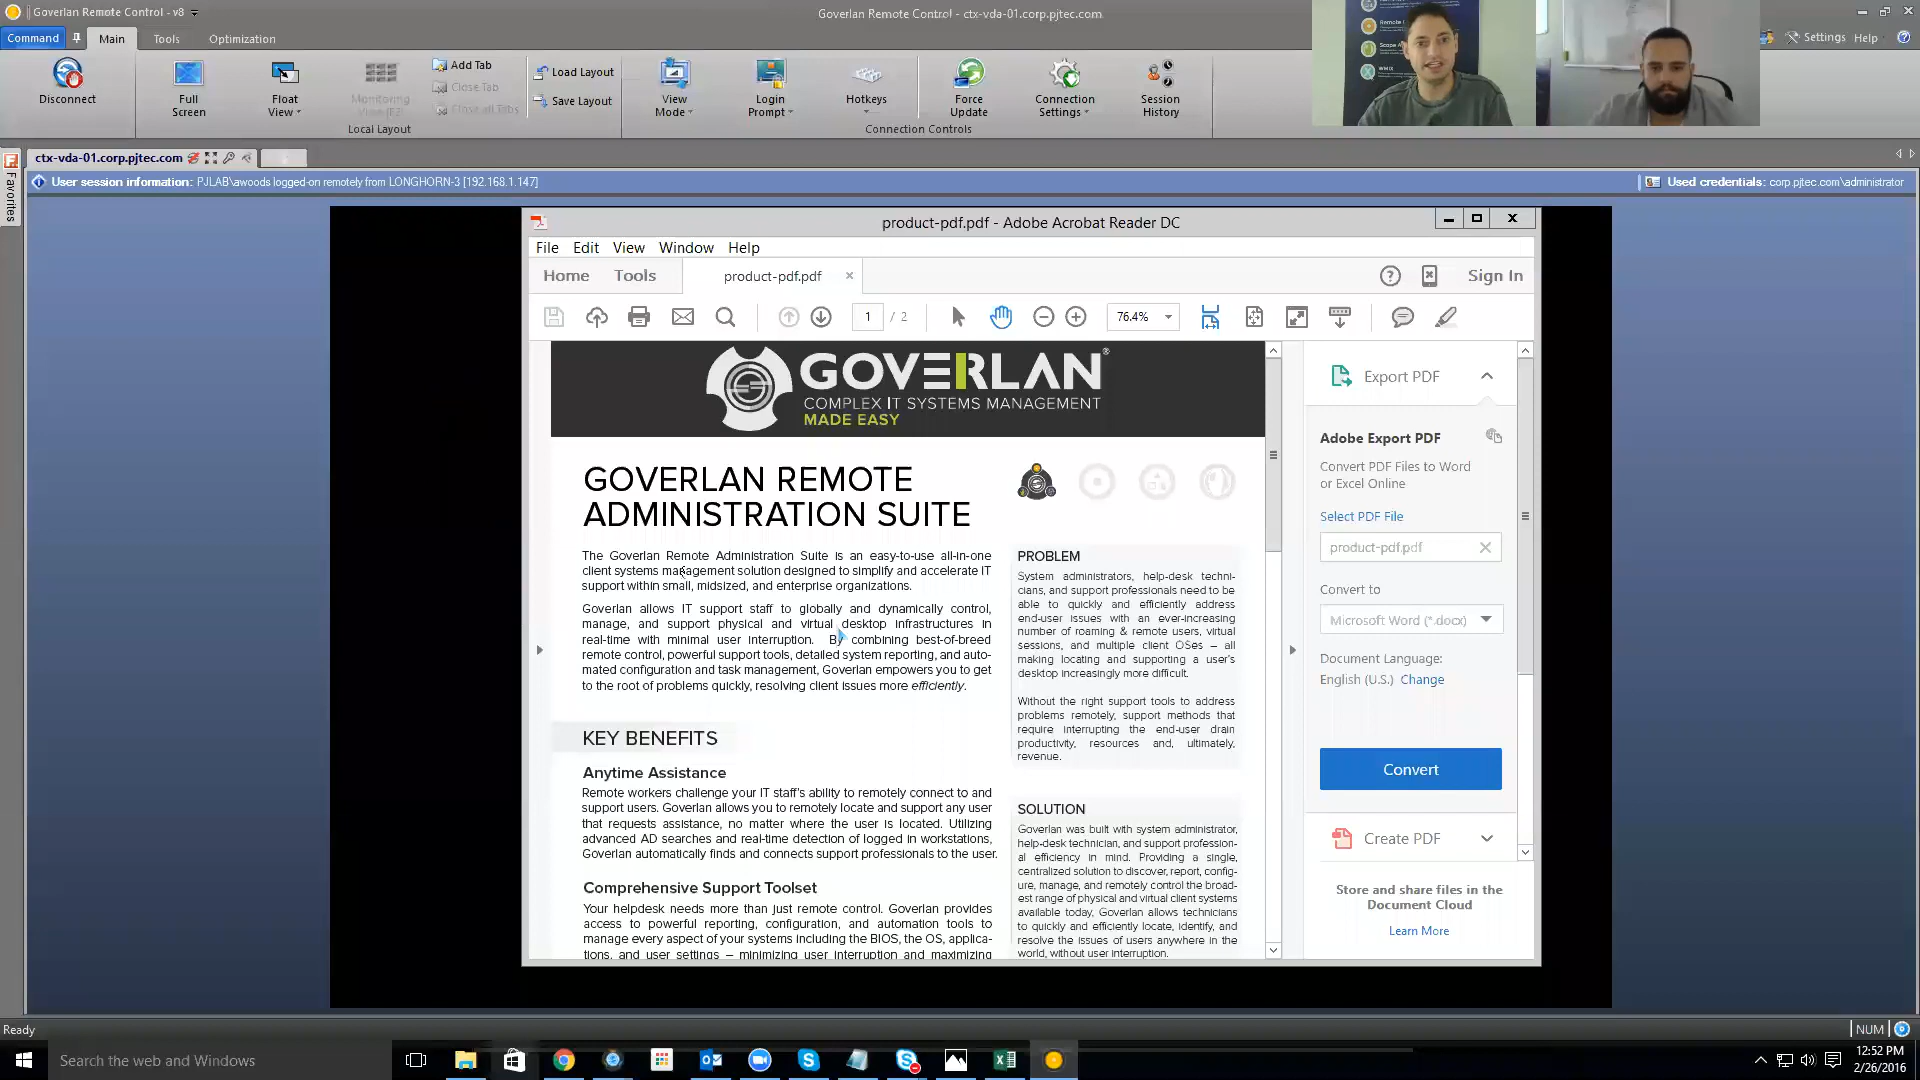 Goverlan Remote Control - v8
Goverlan Remote Control - ctx-vda-01.corp.pjtec.com
Command
Main
Tools
Optimization
Settings
Help
Disconnect
Full Screen
Float View
Monitoring View [F2]
Add Tab
Close Tab
Close all Tabs
Local Layout
Load Layout
Save Layout
View Mode
Login Prompt
Hotkeys
Force Update
Connection Settings
Session History
Connection Controls
Favorites
ctx-vda-01.corp.pjtec.com
User session information: PJLAB\awoods logged-on remotely from LONGHORN-3 [192.168.1.147]
Used credentials: corp.pjtec.com\administrator
product-pdf.pdf - Adobe Acrobat Reader DC
File Edit View Window Help
Home Tools product-pdf.pdf
Sign In
1 / 2
76.4%
GOVERLAN®
COMPLEX IT SYSTEMS MANAGEMENT
MADE EASY
GOVERLAN REMOTE
ADMINISTRATION SUITE
The Goverlan Remote Administration Suite is an easy-to-use all-in-one
client systems management solution designed to simplify and accelerate IT
support within small, midsized, and enterprise organizations.
Goverlan allows IT support staff to globally and dynamically control,
manage, and support physical and virtual desktop infrastructures in
real-time with minimal user interruption. By combining best-of-breed
remote control, powerful support tools, detailed system reporting, and auto-
mated configuration and task management, Goverlan empowers you to get
to the root of problems quickly, resolving client issues more efficiently.
KEY BENEFITS
Anytime Assistance
Remote workers challenge your IT staff's ability to remotely connect to and
support users. Goverlan allows you to remotely locate and support any user
that requests assistance, no matter where the user is located. Utilizing
advanced AD searches and real-time detection of logged in workstations,
Goverlan automatically finds and connects support professionals to the user.
Comprehensive Support Toolset
Your helpdesk needs more than just remote control. Goverlan provides
access to powerful reporting, configuration, and automation tools to
manage every aspect of your systems including the BIOS, the OS, applica-
tions, and user settings – minimizing user interruption and maximizing
PROBLEM
System administrators, help-desk techni-
cians, and support professionals need to be
able to quickly and efficiently address
end-user issues with an ever-increasing
number of roaming & remote users, virtual
sessions, and multiple client OSes – all
making locating and supporting a user's
desktop increasingly more difficult.
Without the right support tools to address
problems remotely, support methods that
require interrupting the end-user drain
productivity, resources and, ultimately,
revenue.
SOLUTION
Goverlan was built with system administrator,
help-desk technician, and support profession-
al efficiency in mind. Providing a single,
centralized solution to discover, report, config-
ure, manage, and remotely control the broad-
est range of physical and virtual client systems
available today, Goverlan allows technicians
to quickly and efficiently locate, identify, and
resolve the issues of users anywhere in the
world, without user interruption.
Export PDF
Adobe Export PDF
Convert PDF Files to Word
or Excel Online
Select PDF File
product-pdf.pdf
Convert to
Microsoft Word (*.docx)
Document Language:
English (U.S.) Change
Convert
Create PDF
Store and share files in the
Document Cloud
Learn More
Ready
NUM
Search the web and Windows
12:52 PM
2/26/2016